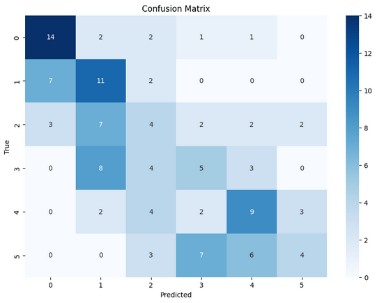 Confusion Matrix
0 14 2 2 1 1 0
1 7 11 2 0 0 0
2 3 7 4 2 2 2
3 0 8 4 5 3 0
4 0 2 4 2 9 3
5 0 0 3 7 6 4
0 1 2 3 4 5
Predicted
True
14
12
10
8
6
4
2
0